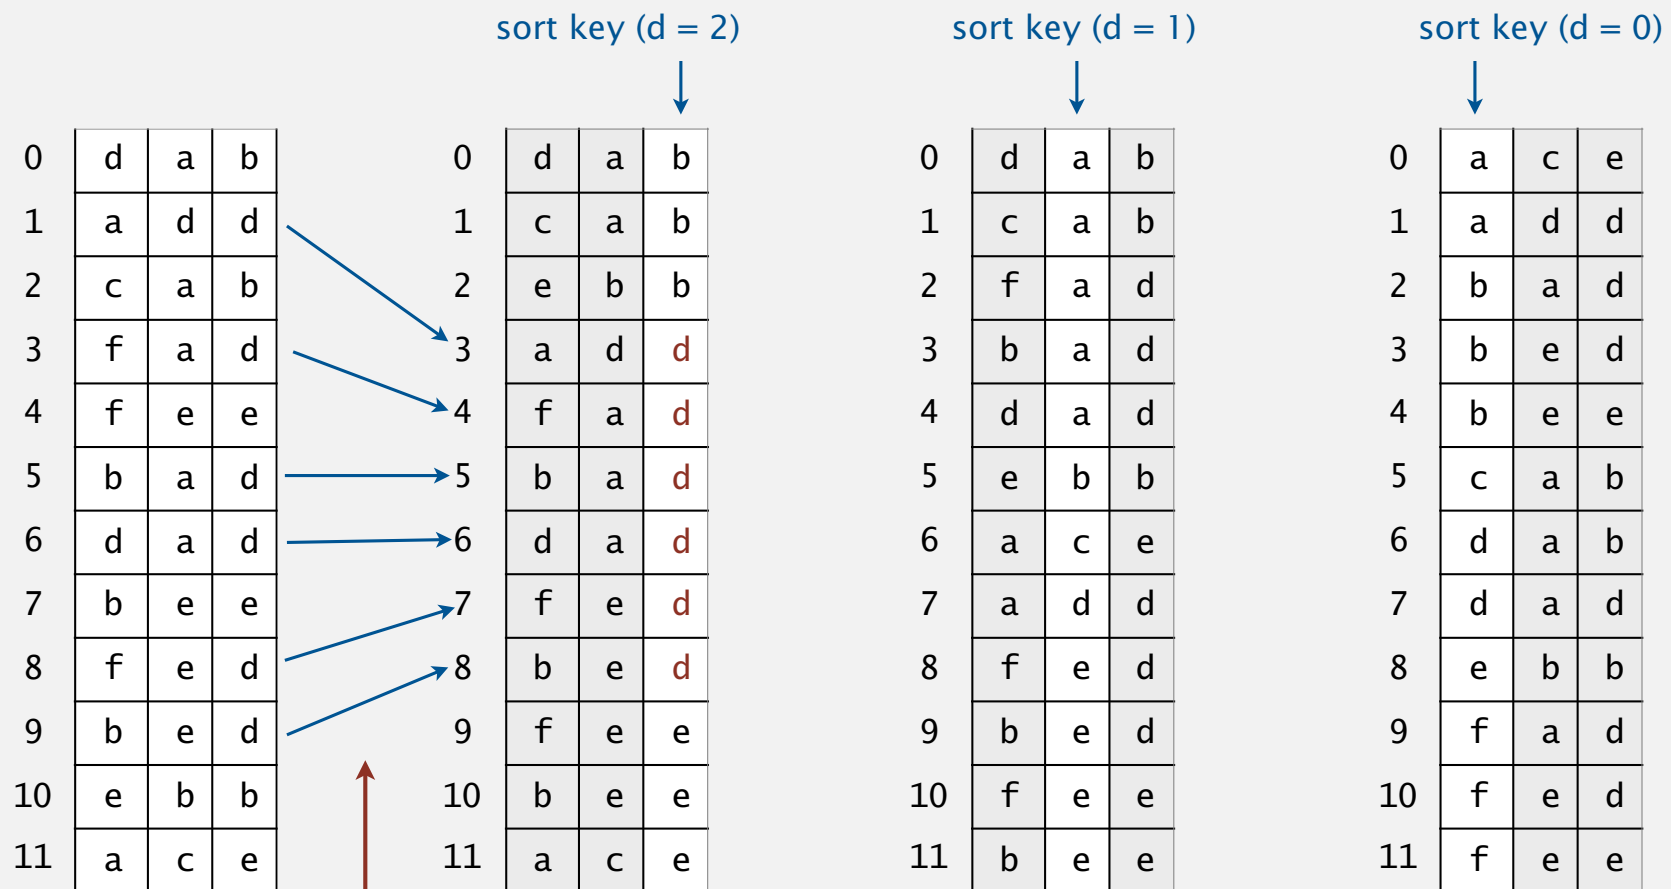 sort key (d = 2) sort key (d = 1) sort key (d = 0)
0 d a b 0 d a b 0 d a b 0 a c e
1 a d d 1 c a b 1 c a b 1 a d d
2 c a b 2 e b b 2 f a d 2 b a d
3 f a d 3 a d d 3 b a d 3 b e d
4 f e e 4 f a d 4 d a d 4 b e e
5 b a d 5 b a d 5 e b b 5 c a b
6 d a d 6 d a d 6 a c e 6 d a b
7 b e e 7 f e d 7 a d d 7 d a d
8 f e d 8 b e d 8 f e d 8 e b b
9 b e d 9 f e e 9 b e d 9 f a d
10 e b b 10 b e e 10 f e e 10 f e d
11 a c e 11 a c e 11 b e e 11 f e e